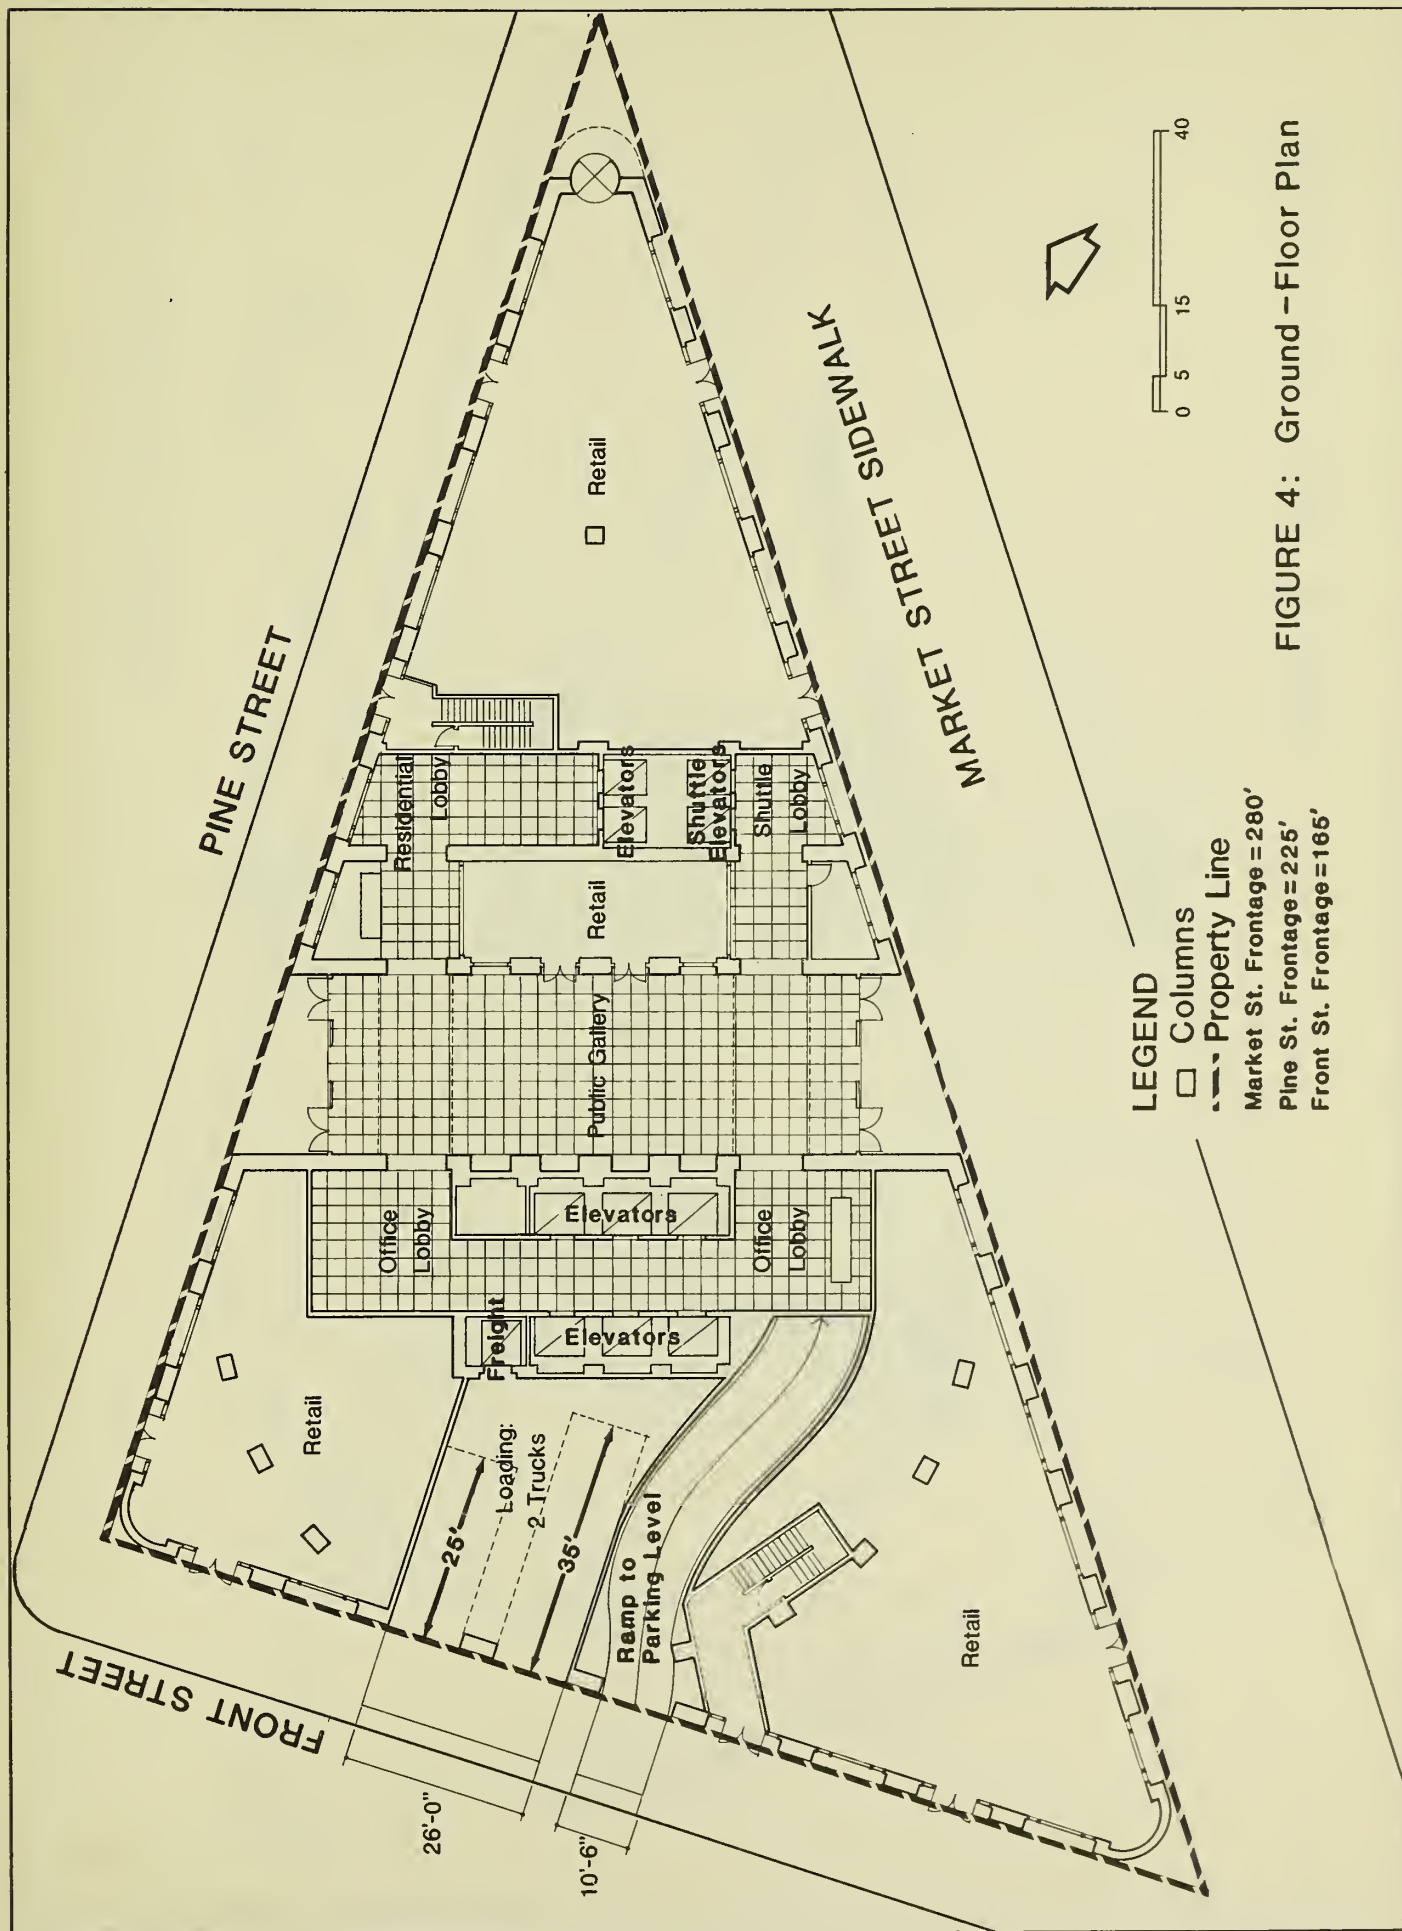 FRONT STREET
PINE STREET
MARKET STREET SIDEWALK
26'-0"
10'-6"
Retail
25'
Loading:
2 Trucks
35'
Ramp to
Parking Level
Retail
Freight
Elevators
Office
Lobby
Elevators
Office
Lobby
Public Gallery
Retail
Residential
Lobby
Elevators
Shuttle
Elevators
Shuttle
Lobby
Retail
LEGEND
Columns
Property Line
Market St. Frontage=280'
Pine St. Frontage=225'
Front St. Frontage=165'
0 5 15 40
FIGURE 4: Ground-Floor Plan